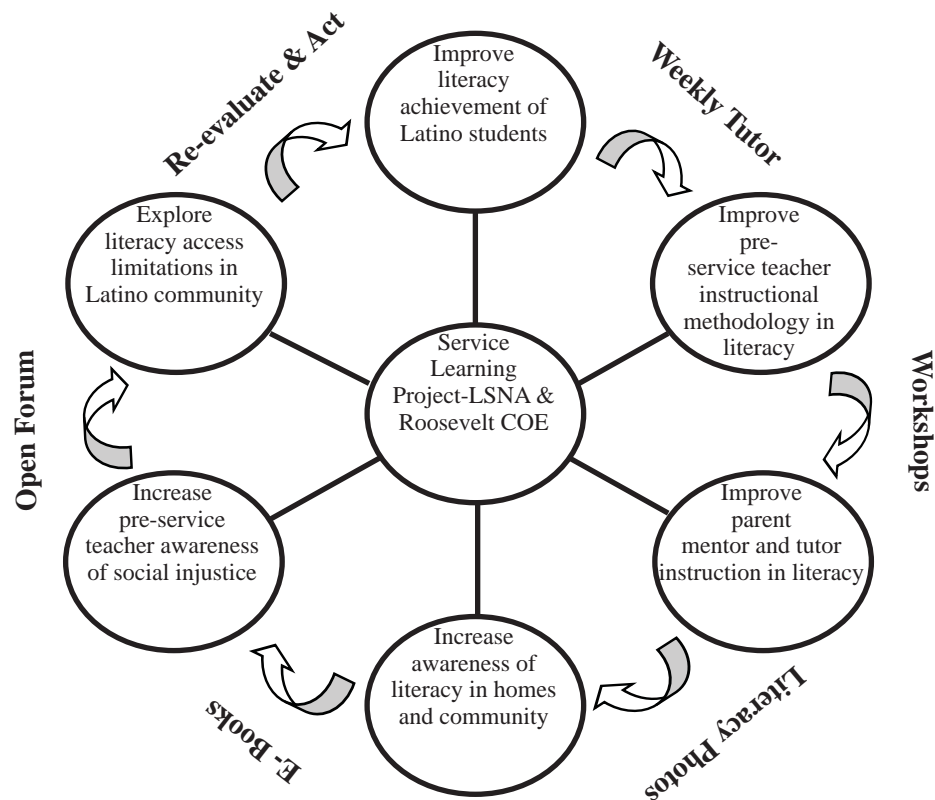 Re-evaluate & Act
Improve
literacy
achievement of
Latino students
Weekly Tutor
Explore
literacy access
limitations in
Latino community
Improve
pre-
service teacher
instructional
methodology in
literacy
Service
Learning
Project-LSNA &
Roosevelt COE
Open Forum
Workshops
Increase
pre-service
teacher awareness
of social injustice
Improve
parent
mentor and tutor
instruction in literacy
Increase
awareness of
literacy in homes
and community
E- Books
Literacy Photos